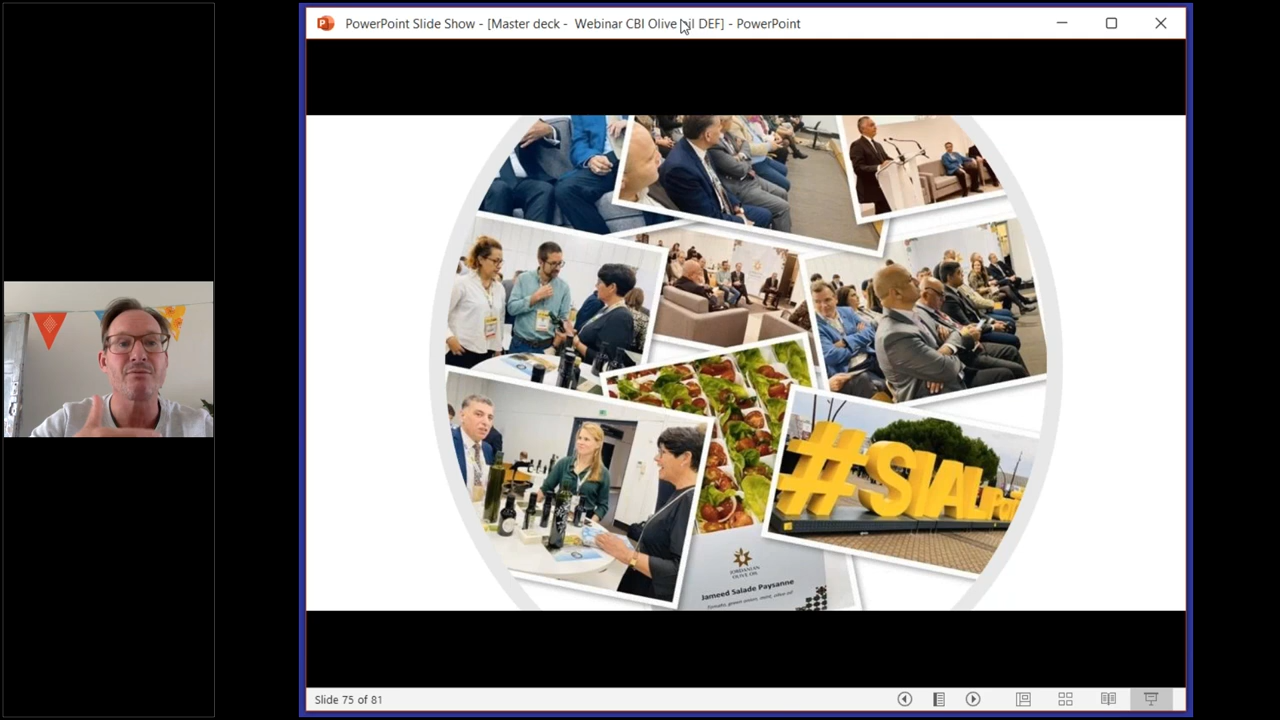 PowerPoint Slide Show - [Master deck - Webinar CBI Olive oil DEF] - PowerPoint
#SIAL
JORDANIAN
OLIVE OIL
Jameed Salade Paysanne
Slide 75 of 81